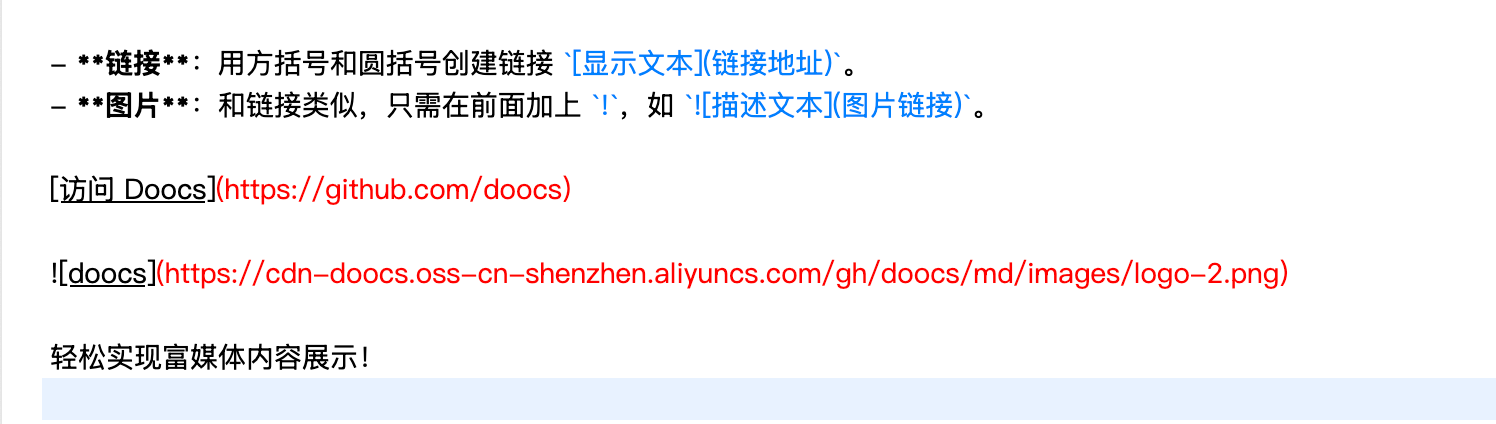 - **链接**：用方括号和圆括号创建链接 `[显示文本](链接地址)`。
- **图片**：和链接类似，只需在前面加上 `!`，如 `![描述文本](图片链接)`。
[访问 Doocs](https://github.com/doocs)
![doocs](https://cdn-doocs.oss-cn-shenzhen.aliyuncs.com/gh/doocs/md/images/logo-2.png)
轻松实现富媒体内容展示！